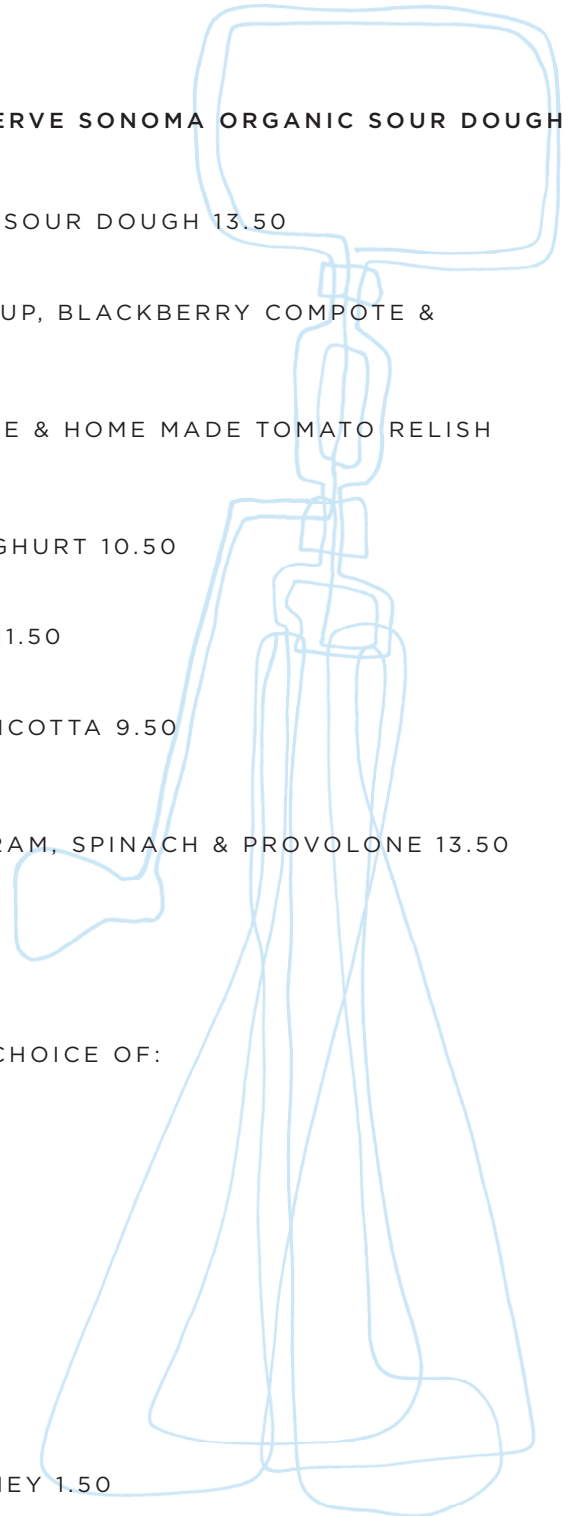 ERVE SONOMA ORGANIC SOUR DOUGH
SOUR DOUGH 13.50
UP, BLACKBERRY COMPOTE &
E & HOME MADE TOMATO RELISH
GHURT 10.50
1.50
ICOTTA 9.50
RAM, SPINACH & PROVOLONE 13.50
CHOICE OF:
NEY 1.50